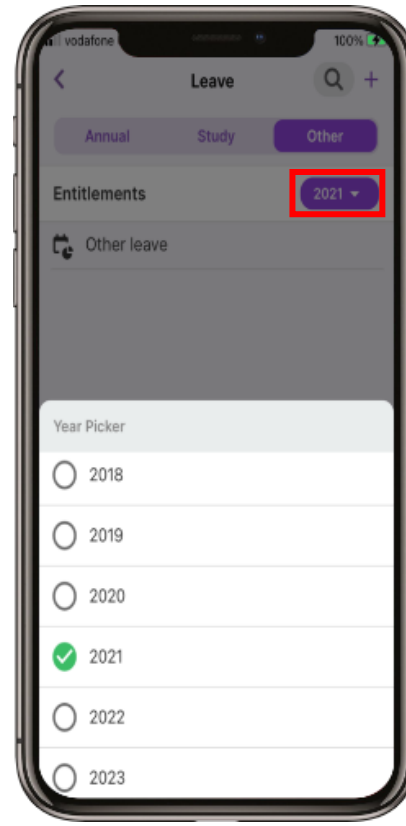 vodafone 100%
Leave
Annual Study Other
Entitlements 2021
Other leave
Year Picker
2018
2019
2020
2021
2022
2023